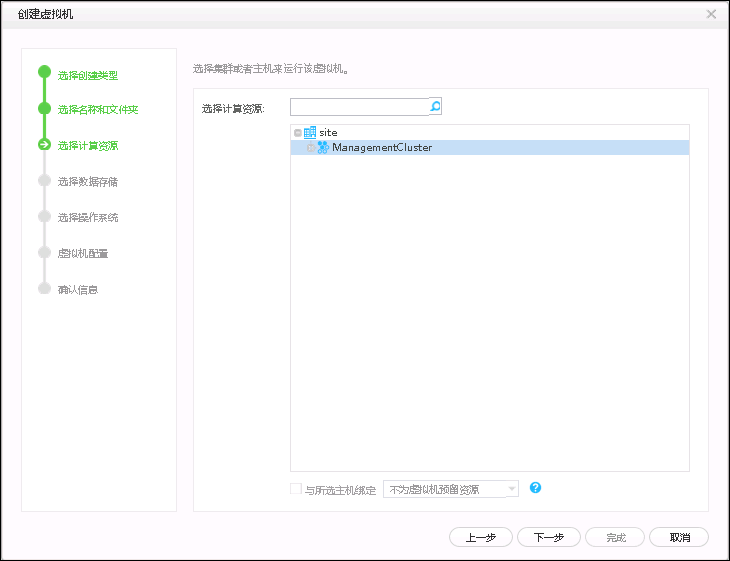 创建虚拟机
选择创建类型
选择名称和文件夹
选择计算资源
选择数据存储
选择操作系统
虚拟机配置
确认信息
选择集群或者主机来运行该虚拟机。
选择计算资源:
site
ManagementCluster
与所选主机绑定 不为虚拟机预留资源 ?
上一步 下一步 完成 取消